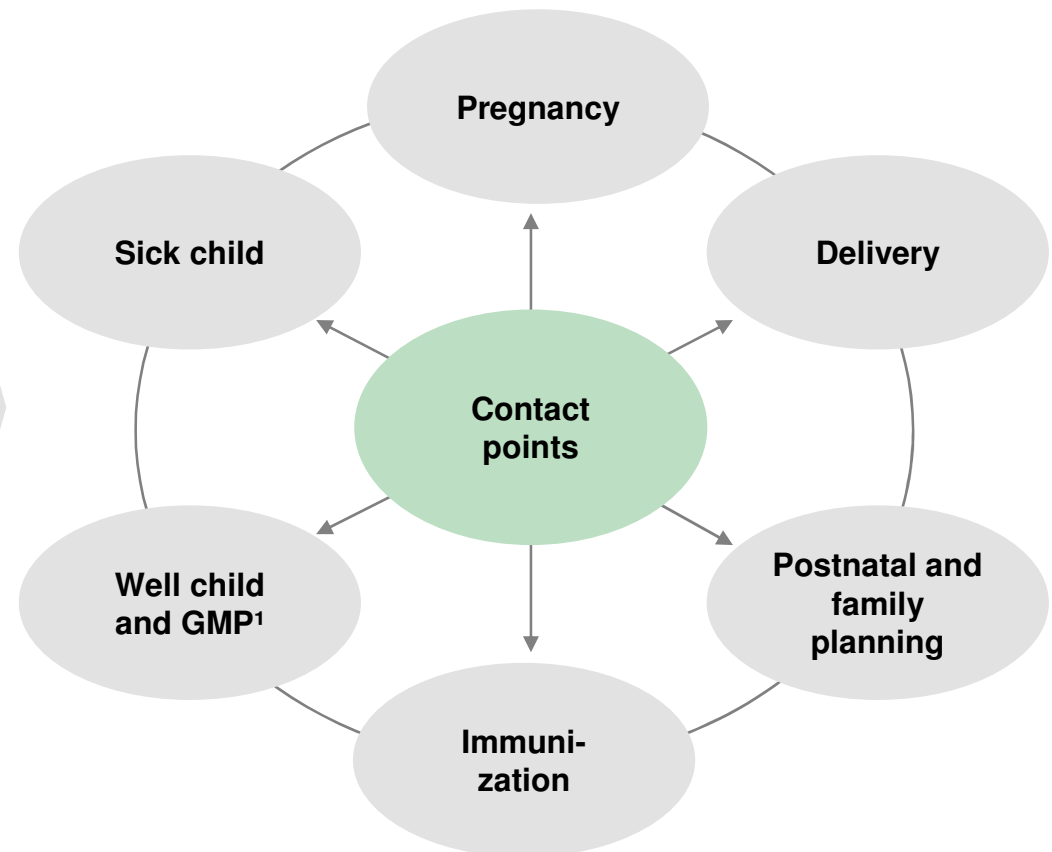 Pregnancy
Sick child
Delivery
Contact
points
Well child
and GMP¹
Postnatal and
family
planning
Immuni-
zation